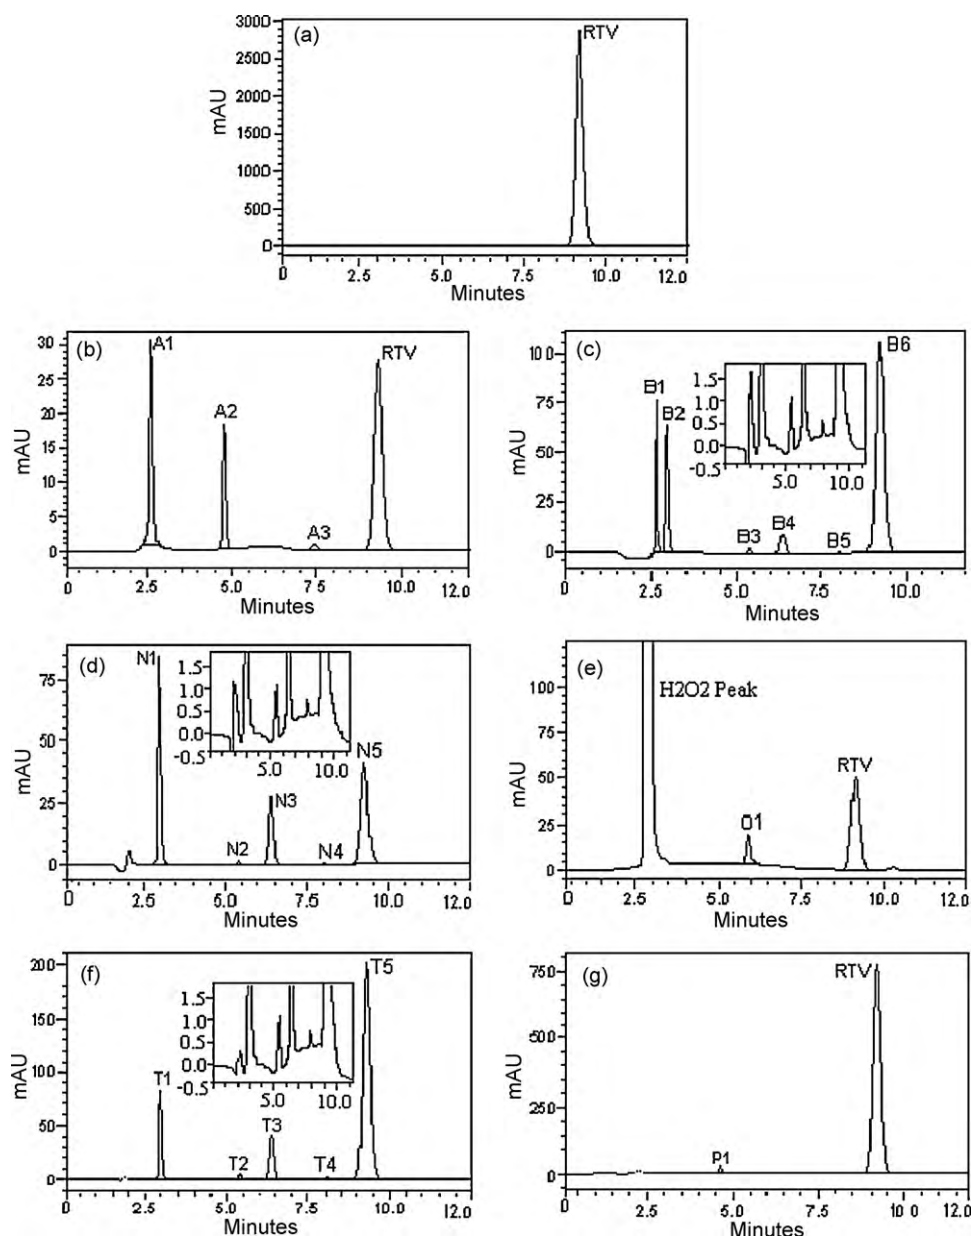 (a)
RTV
3000
2500
2000
1500
1000
500
0
mAU
0 2.5 5.0 7.5 10.0 12.0
Minutes
(b)
A1
A2
A3
RTV
30
25
20
15
10
5
0
mAU
0 2.5 5.0 7.5 10.0 12.0
Minutes
(c)
B1
B2
B3
B4
B5
B6
100
75
50
25
0
mAU
1.5
1.0
0.5
0.0
-0.5
5.0 10.0
0 2.5 5.0 7.5 10.0
Minutes
(d)
N1
N2
N3
N4
N5
75
50
25
0
mAU
1.5
1.0
0.5
0.0
-0.5
5.0 10.0
0 2.5 5.0 7.5 10.0 12.0
Minutes
(e)
H2O2 Peak
O1
RTV
100
50
25
0
mAU
0 2.5 5.0 7.5 10.0 12.0
Minutes
(f)
T1
T2
T3
T4
T5
200
150
100
50
0
mAU
1.5
1.0
0.5
0.0
-0.5
5.0 10.0
0 2.5 5.0 7.5 10.0 12.0
Minutes
(g)
P1
RTV
750
500
250
0
mAU
0 2.5 5.0 7.5 10 0 12.0
Minutes